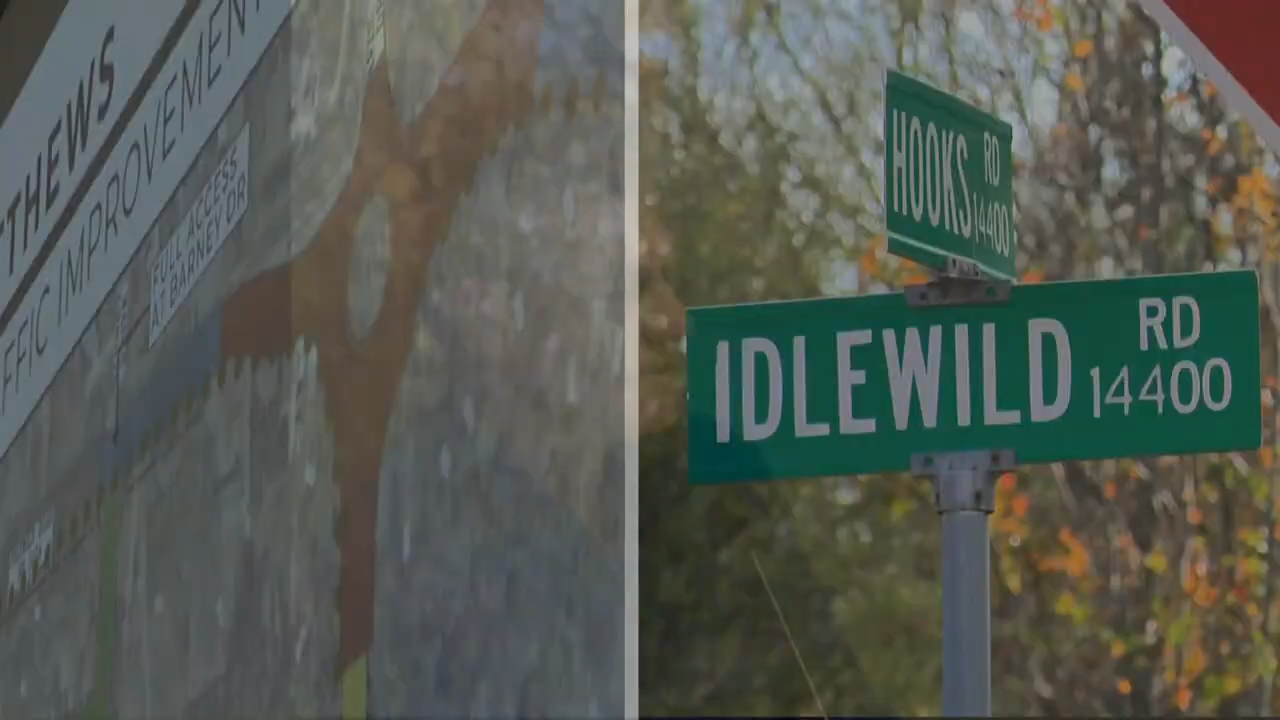 THEWS
FFIC IMPROVEMENT
FULL ACCESS
AT BARNEY DR
HOOKS RD
14400
IDLEWILD RD
14400